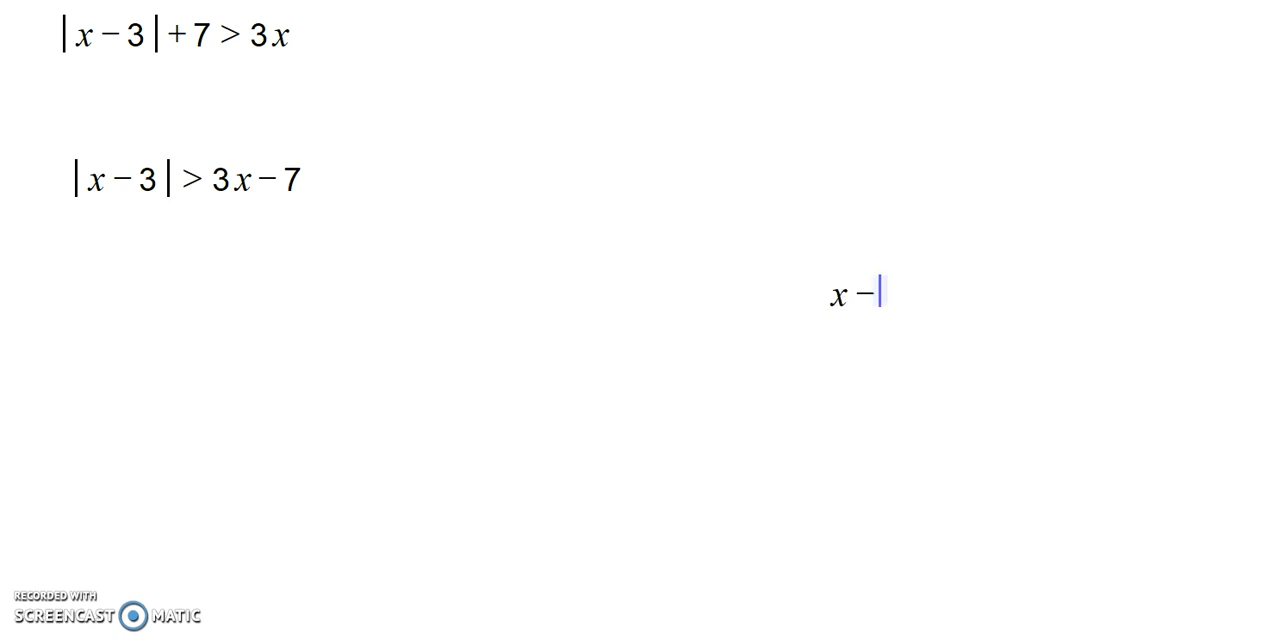 |x − 3| + 7 > 3x
|x − 3| > 3x − 7
x −
RECORDED WITH
SCREENCAST MATIC